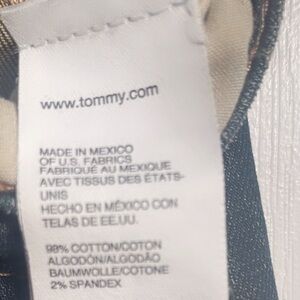 www.tommy.com
MADE IN MEXICO
OF U.S. FABRICS
FABRIQUÉ AU MEXIQUE
AVEC TISSUS DES ÉTATS-
UNIS
HECHO EN MÉXICO CON
TELAS DE EE.UU.
98% COTTON/COTON
ALGODÓN/ALGODÃO
BAUMWOLLE/COTONE
2% SPANDEX